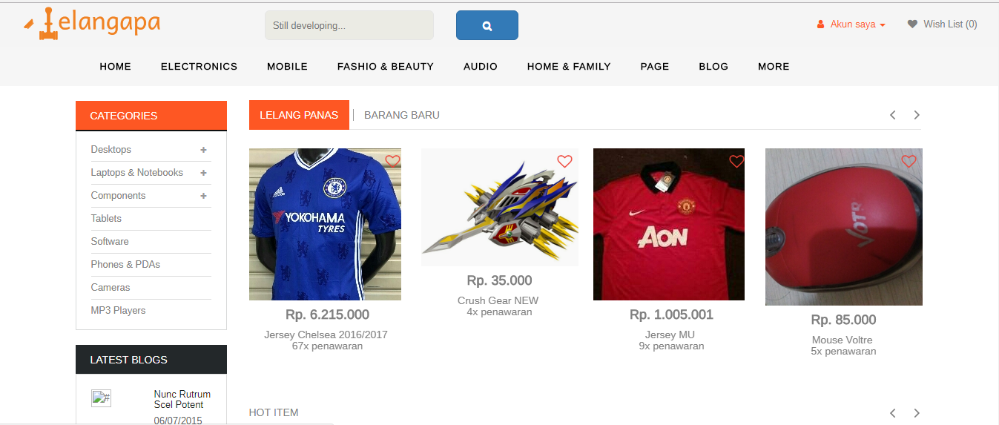 Lelangapa
Still developing...
Akun saya
Wish List (0)
HOME
ELECTRONICS
MOBILE
FASHIO & BEAUTY
AUDIO
HOME & FAMILY
PAGE
BLOG
MORE
CATEGORIES
Desktops
Laptops & Notebooks
Components
Tablets
Software
Phones & PDAs
Cameras
MP3 Players
LATEST BLOGS
#
Nunc Rutrum
Scel Potent
06/07/2015
LELANG PANAS
BARANG BARU
adidas
YOKOHAMA
TYRES
Rp. 6.215.000
Jersey Chelsea 2016/2017
67x penawaran
Rp. 35.000
Crush Gear NEW
4x penawaran
AON
Rp. 1.005.001
Jersey MU
9x penawaran
Rp. 85.000
Mouse Voltre
5x penawaran
HOT ITEM